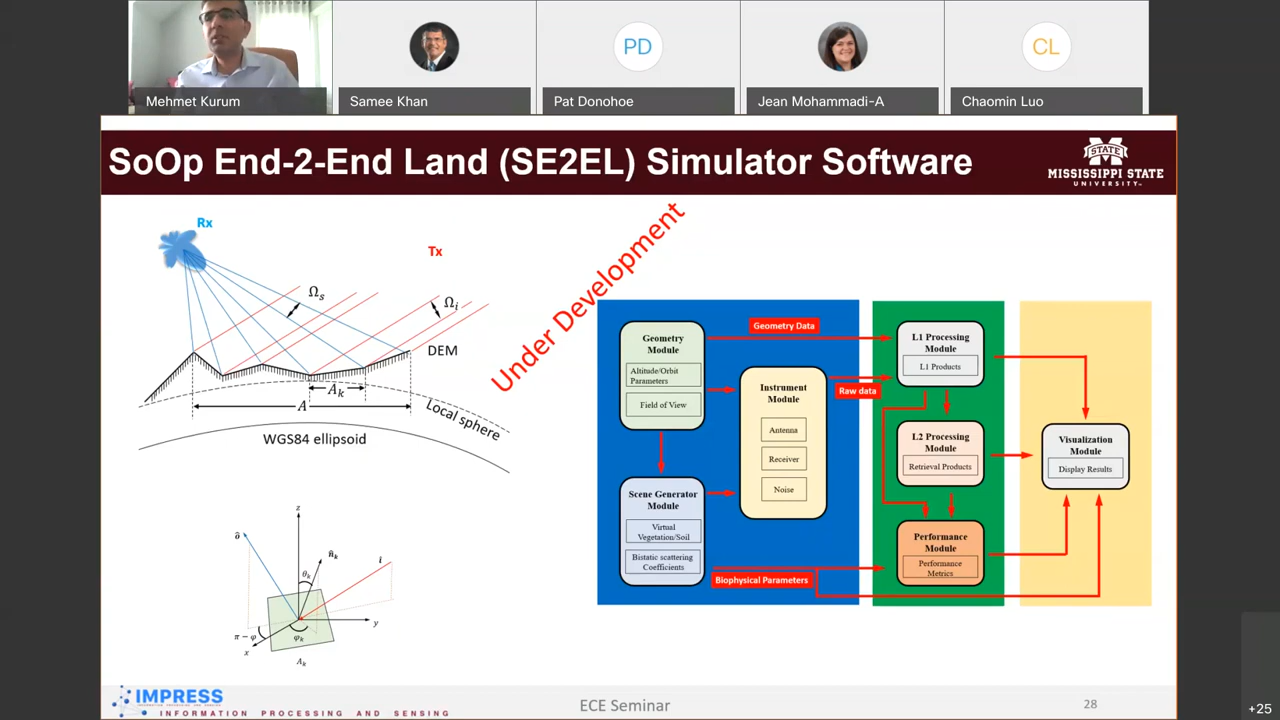 Mehmet Kurum
Samee Khan
PD
Pat Donohoe
Jean Mohammadi-A
CL
Chaomin Luo
SoOp End-2-End Land (SE2EL) Simulator Software
STATE
MISSISSIPPI STATE
UNIVERSITY™
Rx
Tx
Ωs
Ωi
DEM
Ak
A
Local sphere
WGS84 ellipsoid
Under Development
Geometry
Module
Altitude/Orbit
Parameters
Field of View
Geometry Data
Instrument
Module
Antenna
Receiver
Noise
Raw data
Scene Generator
Module
Virtual
Vegetation/Soil
Bistatic scattering
Coefficients
Biophysical Parameters
L1 Processing
Module
L1 Products
L2 Processing
Module
Retrieval Products
Performance
Module
Performance
Metrics
Visualization
Module
Display Results
z
ô
n̂k
î
θk
y
π − φ
φk
x
Ak
IMPRESS
INFORMATION PROCESSING AND SENSING
ECE Seminar
28
+25